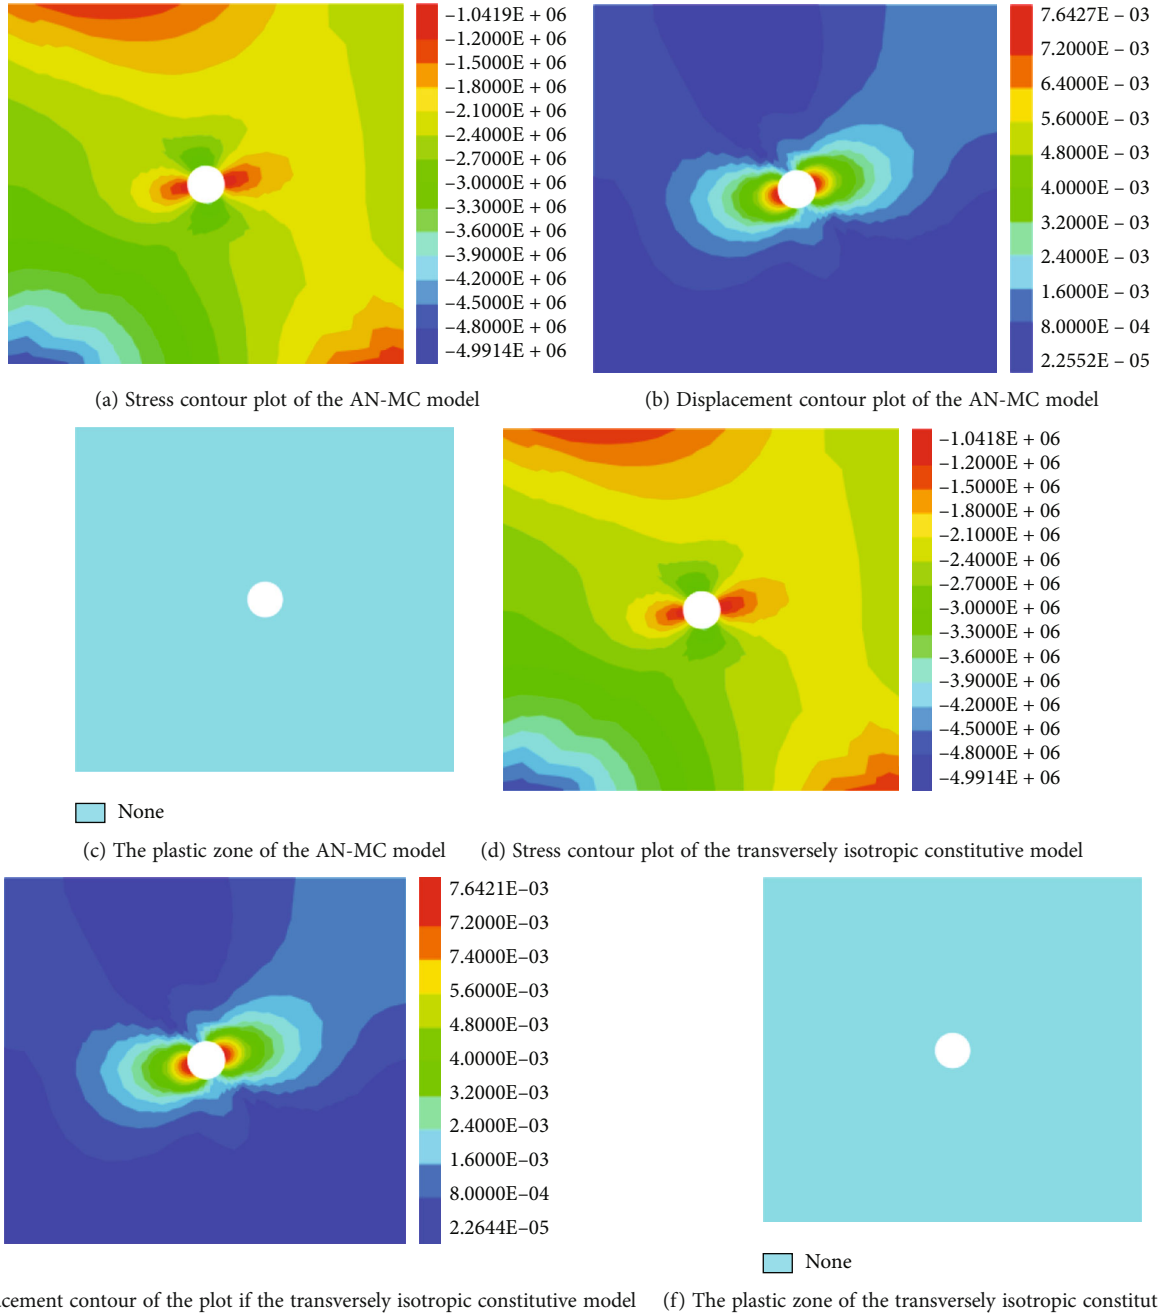 −1.0419E + 06
−1.2000E + 06
−1.5000E + 06
−1.8000E + 06
−2.1000E + 06
−2.4000E + 06
−2.7000E + 06
−3.0000E + 06
−3.3000E + 06
−3.6000E + 06
−3.9000E + 06
−4.2000E + 06
−4.5000E + 06
−4.8000E + 06
−4.9914E + 06
(a) Stress contour plot of the AN-MC model
7.6427E − 03
7.2000E − 03
6.4000E − 03
5.6000E − 03
4.8000E − 03
4.0000E − 03
3.2000E − 03
2.4000E − 03
1.6000E − 03
8.0000E − 04
2.2552E − 05
(b) Displacement contour plot of the AN-MC model
None
(c) The plastic zone of the AN-MC model
−1.0418E + 06
−1.2000E + 06
−1.5000E + 06
−1.8000E + 06
−2.1000E + 06
−2.4000E + 06
−2.7000E + 06
−3.0000E + 06
−3.3000E + 06
−3.6000E + 06
−3.9000E + 06
−4.2000E + 06
−4.5000E + 06
−4.8000E + 06
−4.9914E + 06
(d) Stress contour plot of the transversely isotropic constitutive model
7.6421E−03
7.2000E−03
7.4000E−03
5.6000E−03
4.8000E−03
4.0000E−03
3.2000E−03
2.4000E−03
1.6000E−03
8.0000E−04
2.2644E−05
cement contour of the plot if the transversely isotropic constitutive model
None
(f) The plastic zone of the transversely isotropic constitut